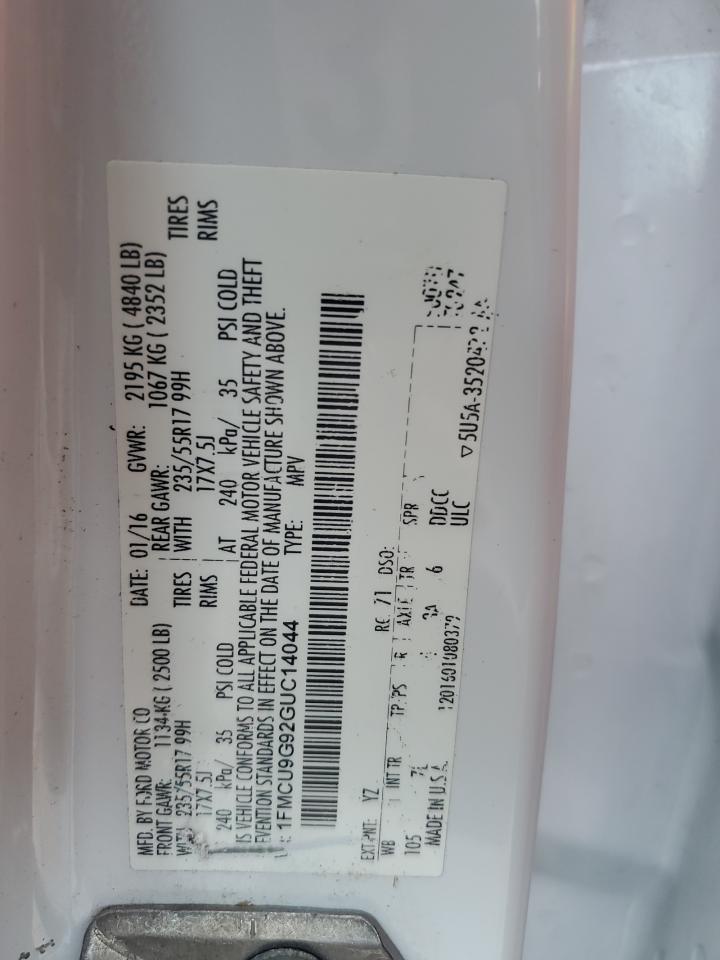 MFD. BY FORD MOTOR CO DATE: 01/16 GVWR: 2195 KG ( 4840 LB)
FRONT GAWR: 1134 KG ( 2500 LB) REAR GAWR: 1067 KG ( 2352 LB)
WITH 235/55R17 99H TIRES WITH 235/55R17 99H TIRES
17X7.5J RIMS 17X7.5J RIMS
240 kPa/ 35 PSI COLD AT 240 kPa/ 35 PSI COLD
IS VEHICLE CONFORMS TO ALL APPLICABLE FEDERAL MOTOR VEHICLE SAFETY AND THEFT
EVENTION STANDARDS IN EFFECT ON THE DATE OF MANUFACTURE SHOWN ABOVE.
1FMCU9G92GUC14044 TYPE: MPV
EXT PNT: YZ RC: 71 DSO:
WB INT TR TP/PS R AXLE TR SPR
105 6 DDCC
MADE IN U.S.A. ULC
▽5U5A-3520472-AA